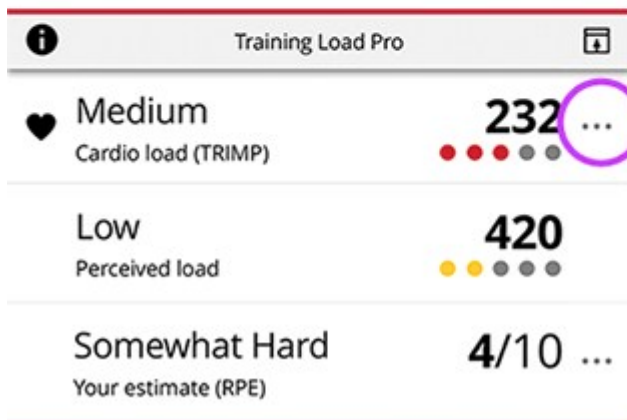 Training Load Pro
Medium 232 ...
Cardio load (TRIMP)
Low 420
Perceived load
Somewhat Hard 4/10 ...
Your estimate (RPE)